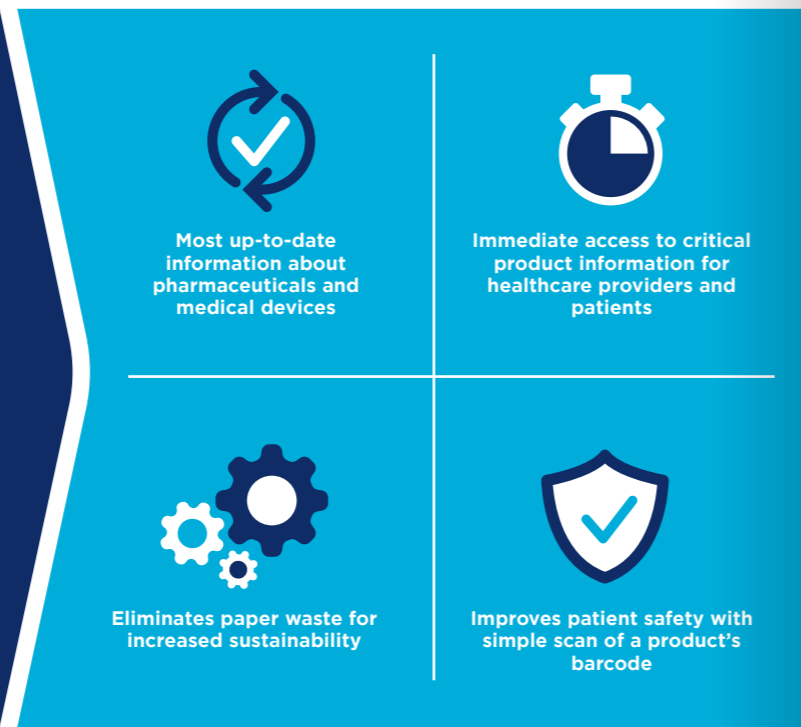 Most up-to-date
information about
pharmaceuticals and
medical devices
Immediate access to critical
product information for
healthcare providers and
patients
Eliminates paper waste for
increased sustainability
Improves patient safety with
simple scan of a product’s
barcode